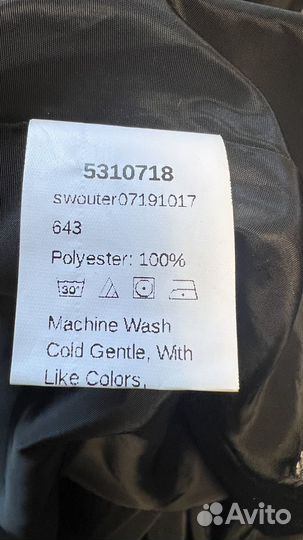 5310718
swouter07191017
643
Polyester: 100%
30°
Machine Wash
Cold Gentle, With
Like Colors,
Avito